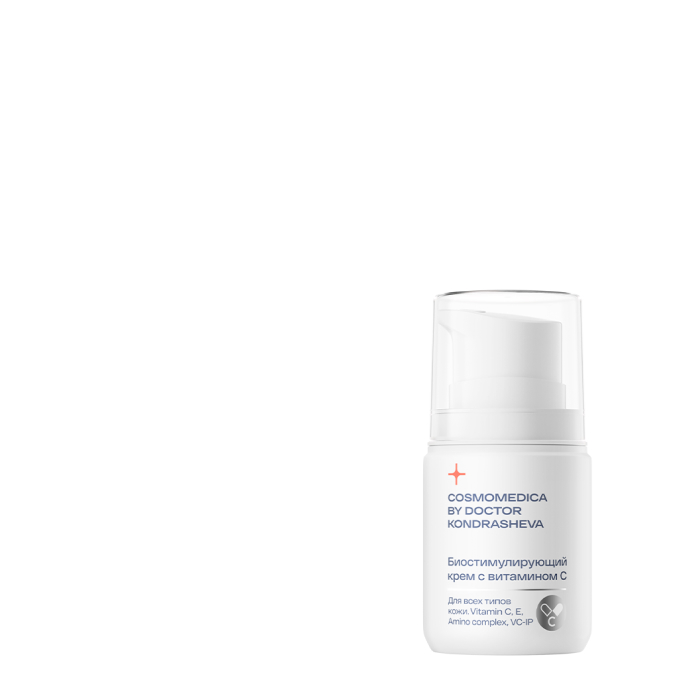 COSMOMEDICA
BY DOCTOR
KONDRASHEVA
Биостимулирующий
крем с витамином С
Для всех типов
кожи. Vitamin C, E,
Amino complex, VC-IP
C